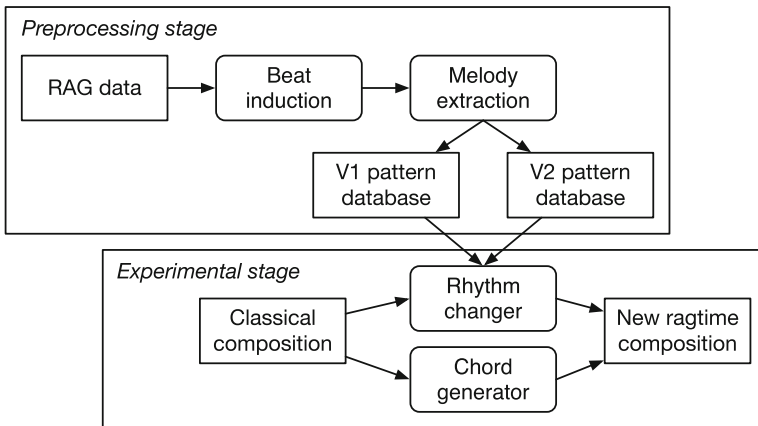 Preprocessing stage
RAG data
Beat
induction
Melody
extraction
V1 pattern
database
V2 pattern
database
Experimental stage
Classical
composition
Rhythm
changer
Chord
generator
New ragtime
composition